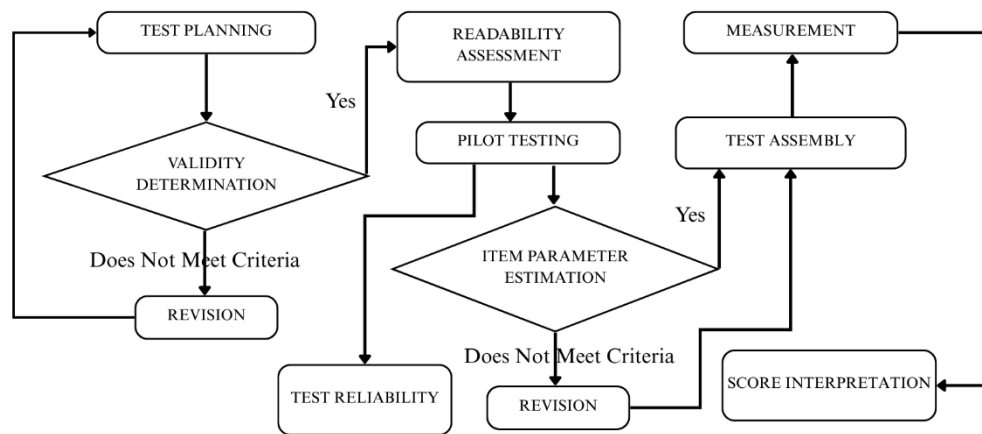 TEST PLANNING
VALIDITY
DETERMINATION
Does Not Meet Criteria
REVISION
Yes
READABILITY
ASSESSMENT
PILOT TESTING
TEST RELIABILITY
ITEM PARAMETER
ESTIMATION
Does Not Meet Criteria
REVISION
Yes
TEST ASSEMBLY
MEASUREMENT
SCORE INTERPRETATION